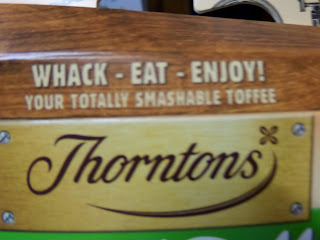 WHACK - EAT - ENJOY!
YOUR TOTALLY SMASHABLE TOFFEE
Thorntons